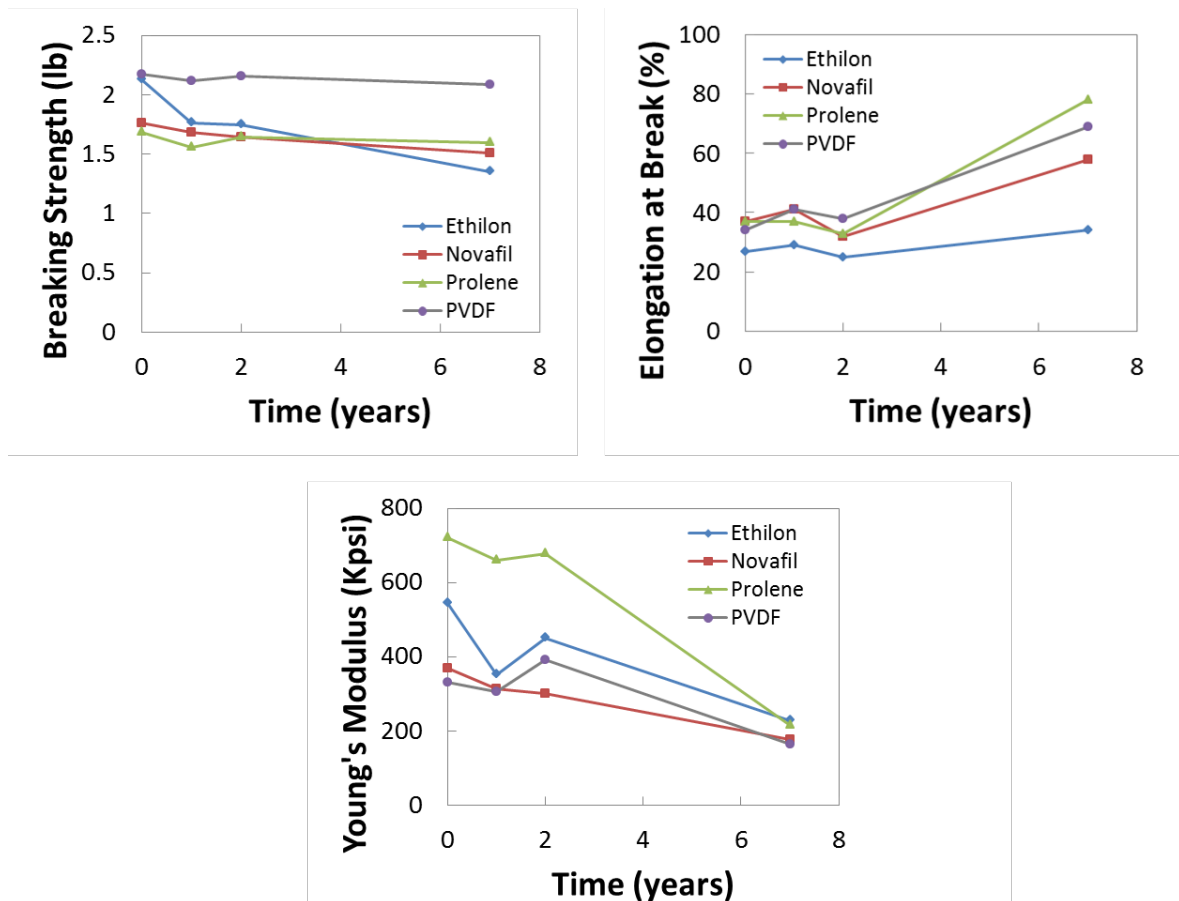 Breaking Strength (lb)
2.5
2
1.5
1
0.5
0
Ethilon
Novafil
Prolene
PVDF
0 2 4 6 8
Time (years)
Elongation at Break (%)
100
80
60
40
20
0
Ethilon
Novafil
Prolene
PVDF
0 2 4 6 8
Time (years)
Young's Modulus (Kpsi)
800
600
400
200
0
Ethilon
Novafil
Prolene
PVDF
0 2 4 6 8
Time (years)